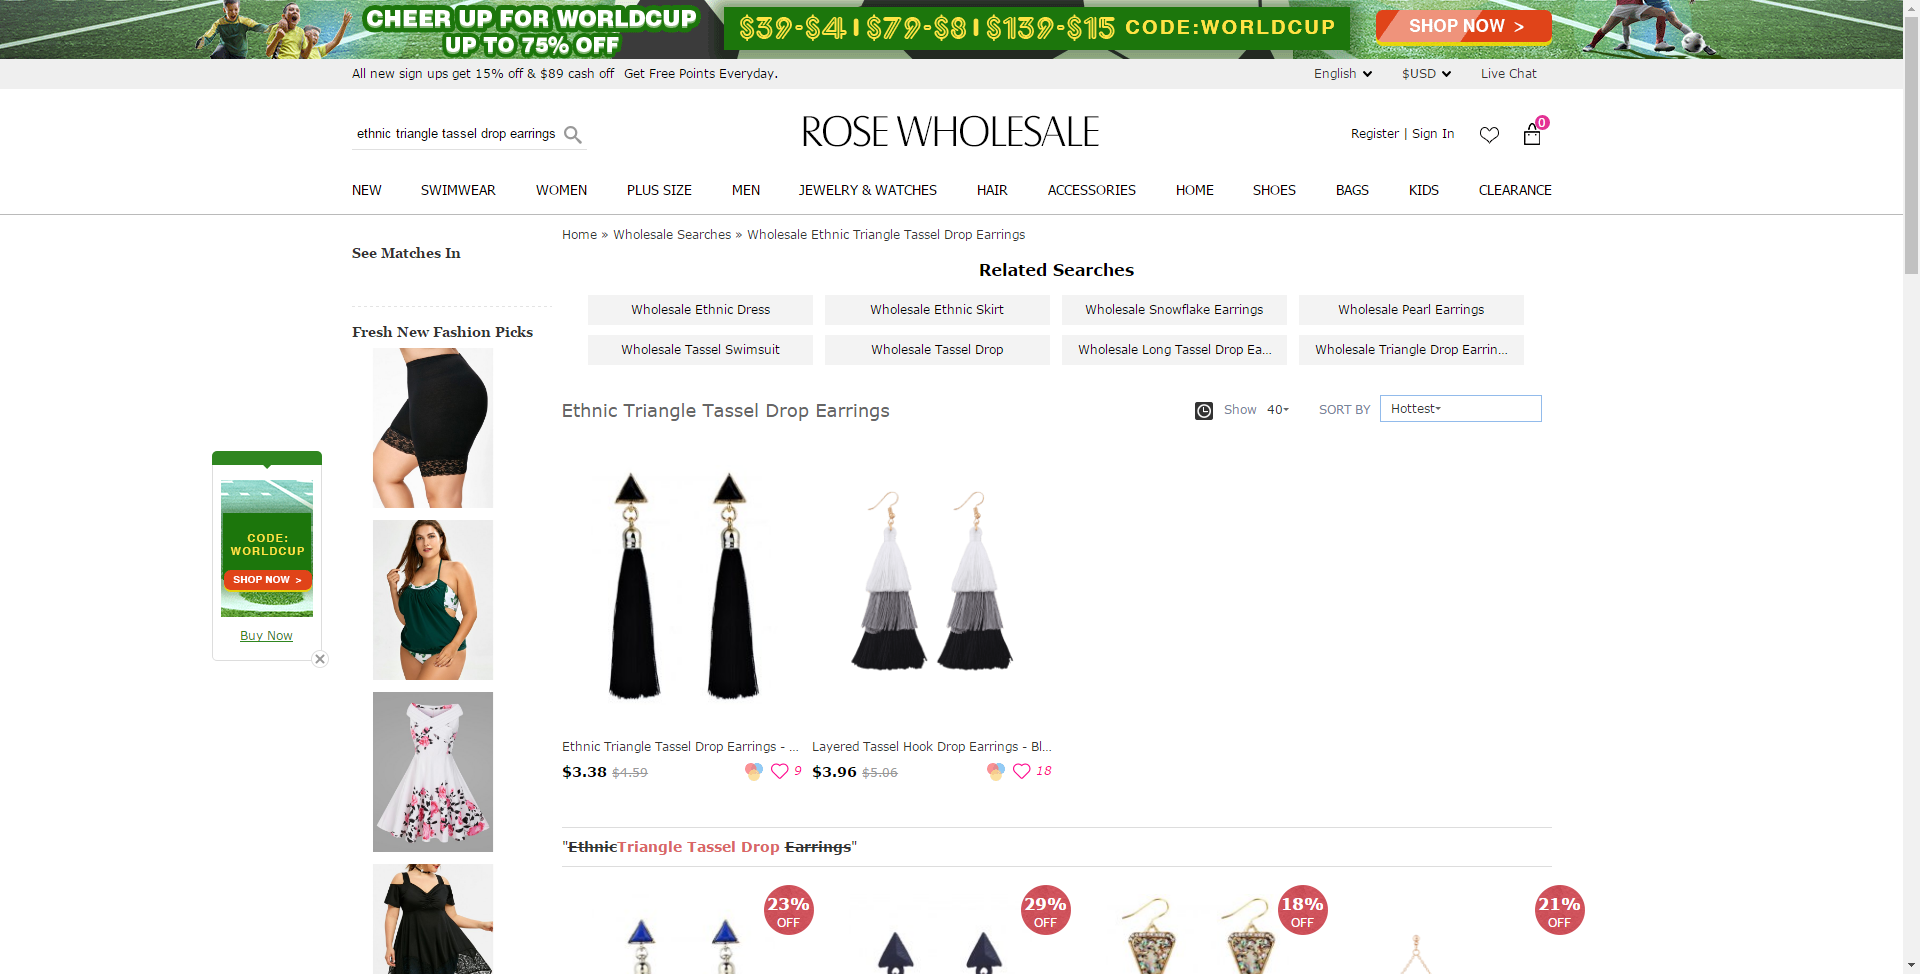 CHEER UP FOR WORLDCUP
UP TO 75% OFF
$39-$4 | $79-$8 | $139-$15 CODE:WORLDCUP
SHOP NOW >
All new sign ups get 15% off & $89 cash off Get Free Points Everyday.
English
$USD
Live Chat
ethnic triangle tassel drop earrings
ROSE WHOLESALE
Register | Sign In
0
NEW SWIMWEAR WOMEN PLUS SIZE MEN JEWELRY & WATCHES HAIR ACCESSORIES HOME SHOES BAGS KIDS CLEARANCE
See Matches In
Fresh New Fashion Picks
CODE:
WORLDCUP
SHOP NOW >
Buy Now
Home » Wholesale Searches » Wholesale Ethnic Triangle Tassel Drop Earrings
Related Searches
Wholesale Ethnic Dress
Wholesale Ethnic Skirt
Wholesale Snowflake Earrings
Wholesale Pearl Earrings
Wholesale Tassel Swimsuit
Wholesale Tassel Drop
Wholesale Long Tassel Drop Ea...
Wholesale Triangle Drop Earrin...
Ethnic Triangle Tassel Drop Earrings
Show 40
SORT BY Hottest
Ethnic Triangle Tassel Drop Earrings - ...
$3.38 $4.59 9
Layered Tassel Hook Drop Earrings - Bl...
$3.96 $5.06 18
"EthnicTriangle Tassel Drop Earrings"
23%
OFF
29%
OFF
18%
OFF
21%
OFF